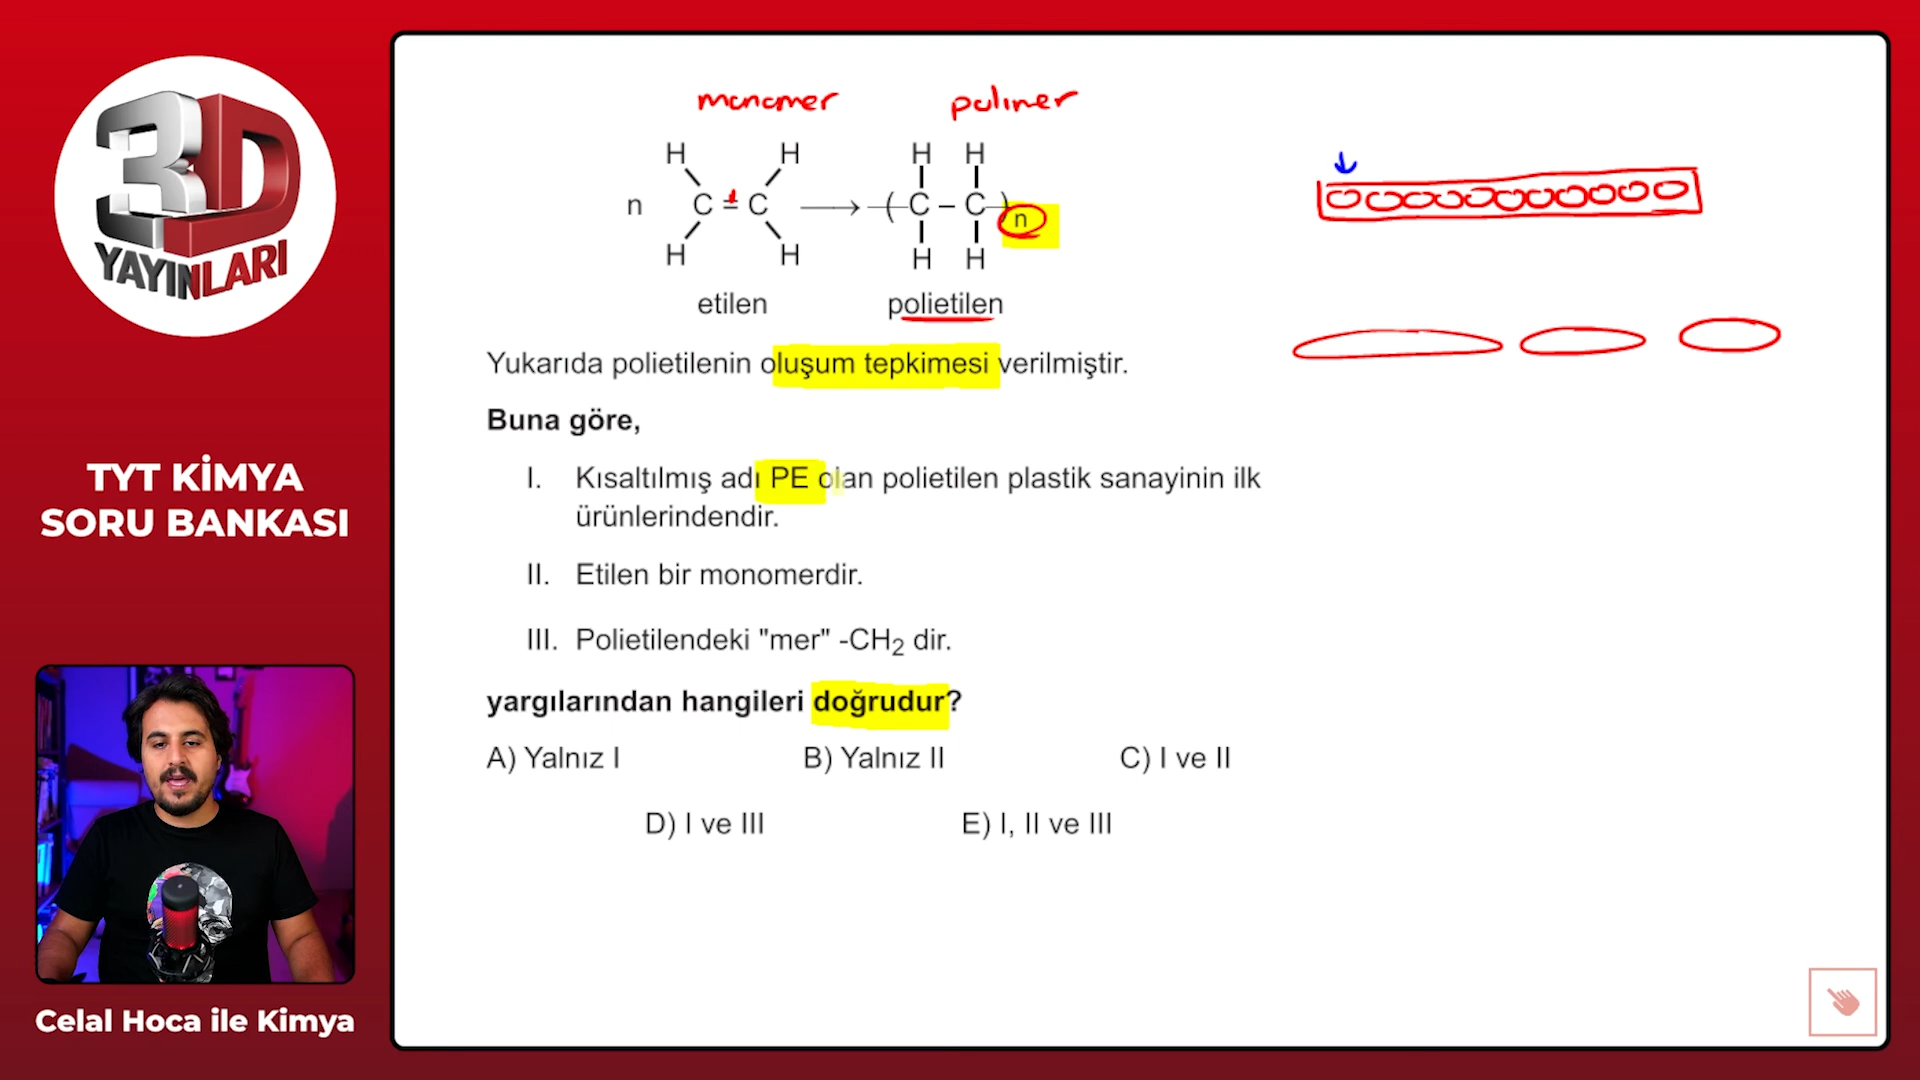 3D
YAYINLARI
TYT KİMYA
SORU BANKASI
Celal Hoca ile Kimya
monomer polimer
H H H H
n C = C → ( C – C )n
H H H H
etilen polietilen
Yukarıda polietilenin oluşum tepkimesi verilmiştir.
Buna göre,
I. Kısaltılmış adı PE olan polietilen plastik sanayinin ilk
ürünlerindendir.
II. Etilen bir monomerdir.
III. Polietilendeki "mer" -CH₂ dir.
yargılarından hangileri doğrudur?
A) Yalnız I B) Yalnız II C) I ve II
D) I ve III E) I, II ve III